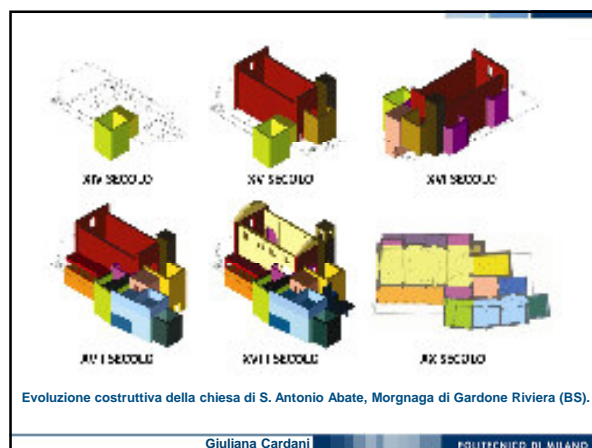 XIV SECOLO XV SECOLO XVI SECOLO
XVII SECOLO XVIII SECOLO XX SECOLO
Evoluzione costruttiva della chiesa di S. Antonio Abate, Morgnaga di Gardone Riviera (BS).
Giuliana Cardani POLITECNICO DI MILANO